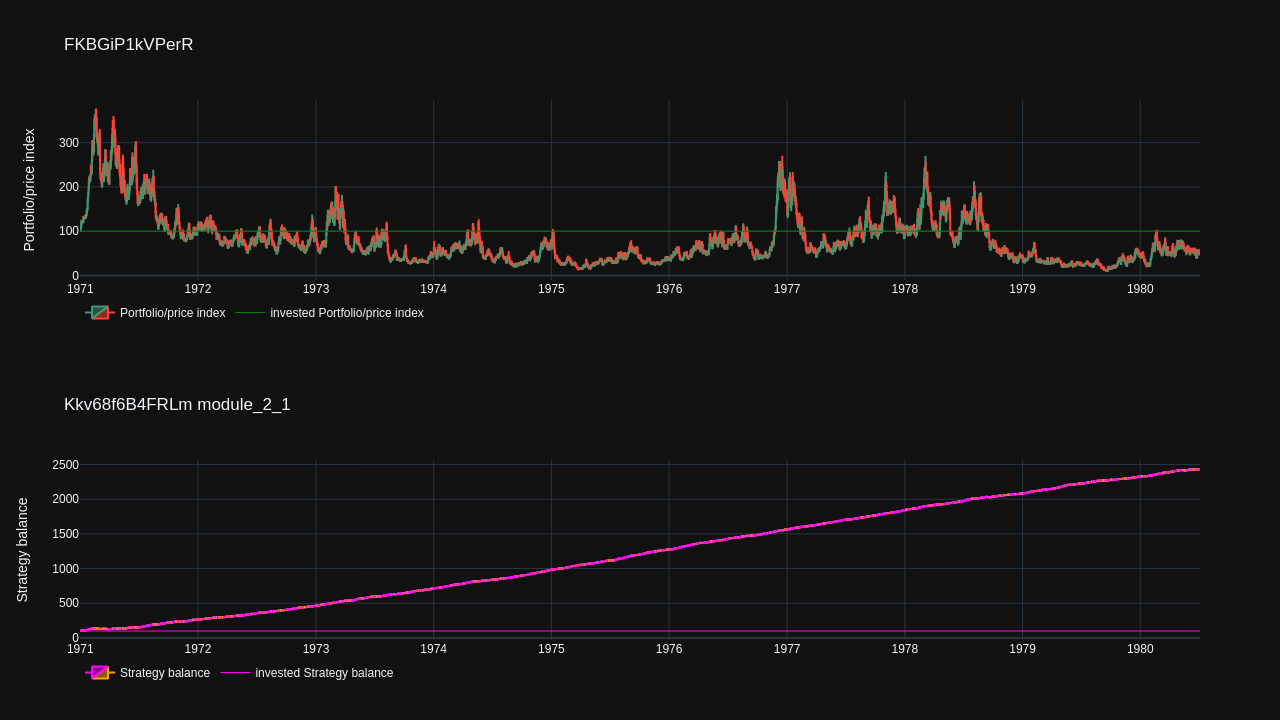 FKBGiP1kVPerR
Portfolio/price index
300
200
100
0
1971 1972 1973 1974 1975 1976 1977 1978 1979 1980
Portfolio/price index invested Portfolio/price index
Kkv68f6B4FRLm module_2_1
Strategy balance
2500
2000
1500
1000
500
0
1971 1972 1973 1974 1975 1976 1977 1978 1979 1980
Strategy balance invested Strategy balance